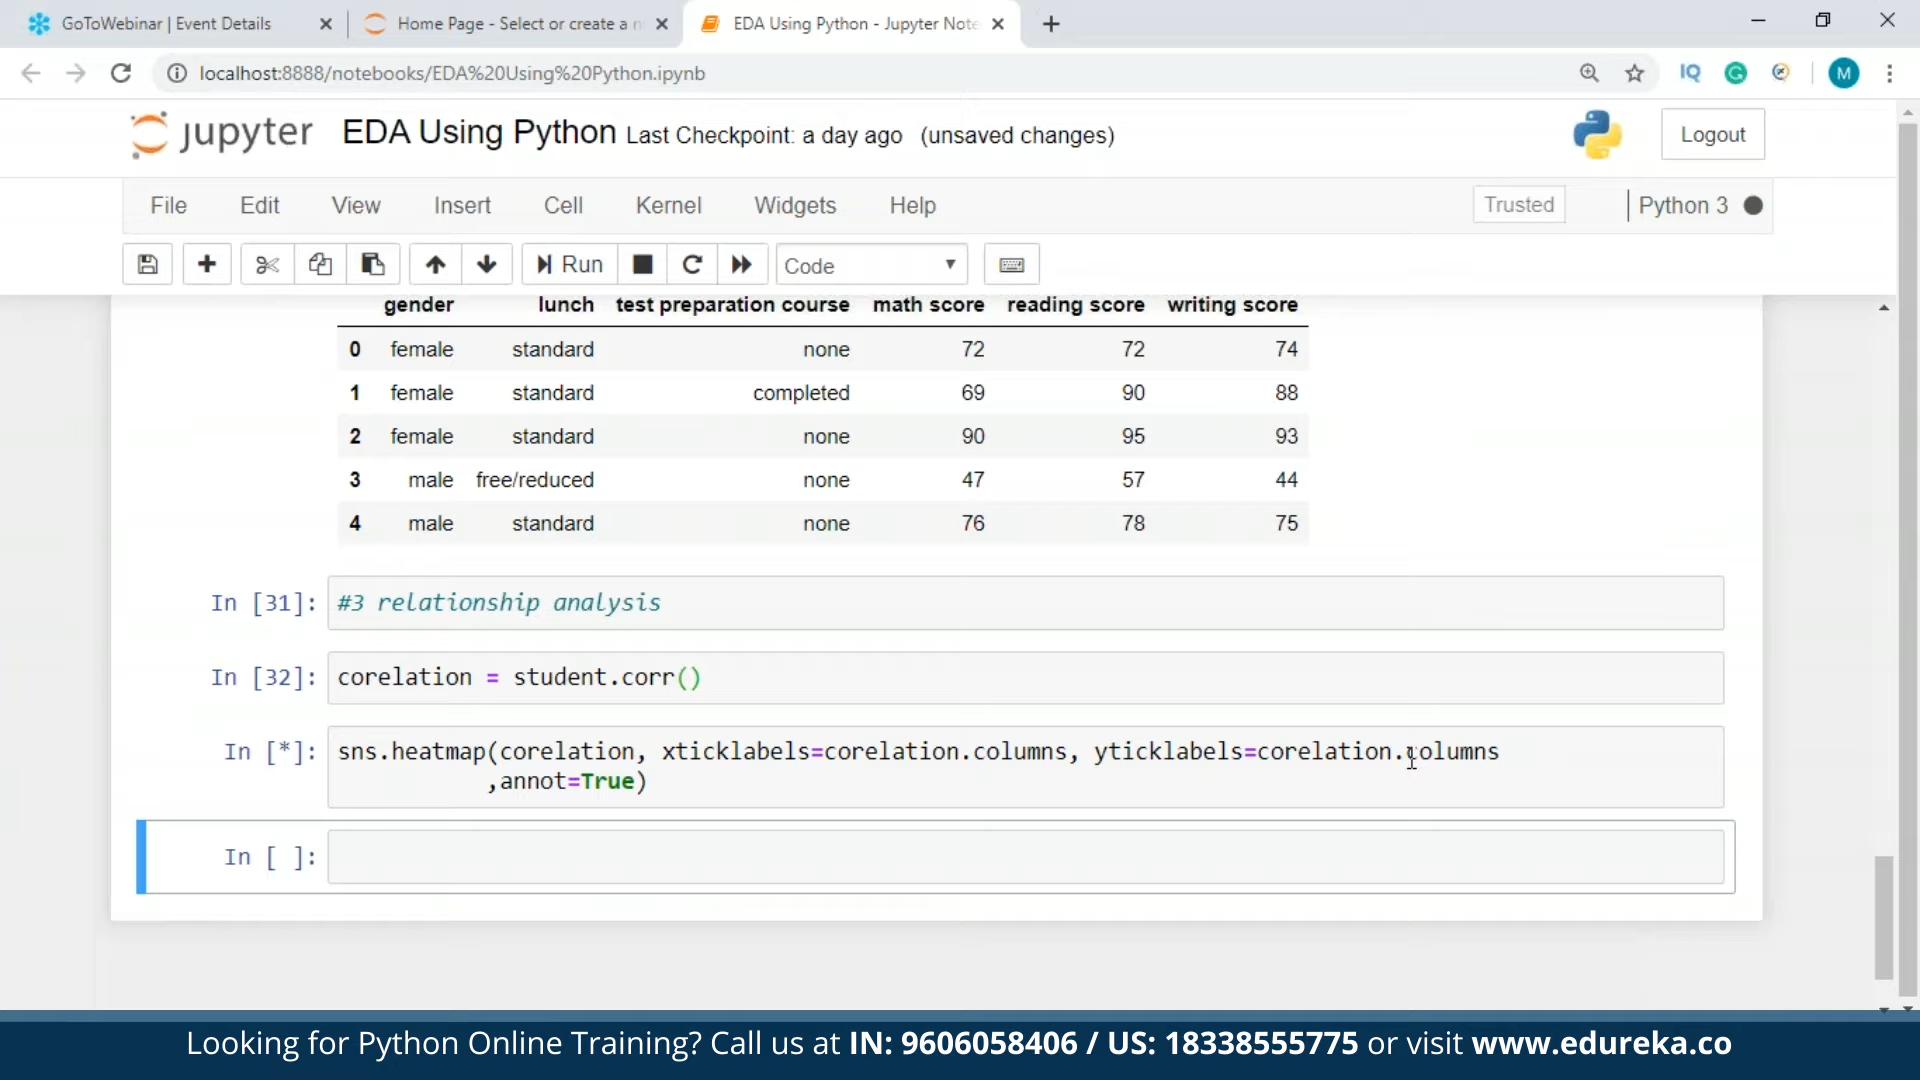 GoToWebinar | Event Details
Home Page - Select or create a n
EDA Using Python - Jupyter Note
localhost:8888/notebooks/EDA%20Using%20Python.ipynb
IQ
M
jupyter EDA Using Python Last Checkpoint: a day ago (unsaved changes)
Logout
File Edit View Insert Cell Kernel Widgets Help
Trusted
Python 3
Run
Code
gender lunch test preparation course math score reading score writing score
0 female standard none 72 72 74
1 female standard completed 69 90 88
2 female standard none 90 95 93
3 male free/reduced none 47 57 44
4 male standard none 76 78 75
In [31]: #3 relationship analysis
In [32]: corelation = student.corr()
In [*]: sns.heatmap(corelation, xticklabels=corelation.columns, yticklabels=corelation.columns
,annot=True)
In [ ]:
Looking for Python Online Training? Call us at IN: 9606058406 / US: 18338555775 or visit www.edureka.co